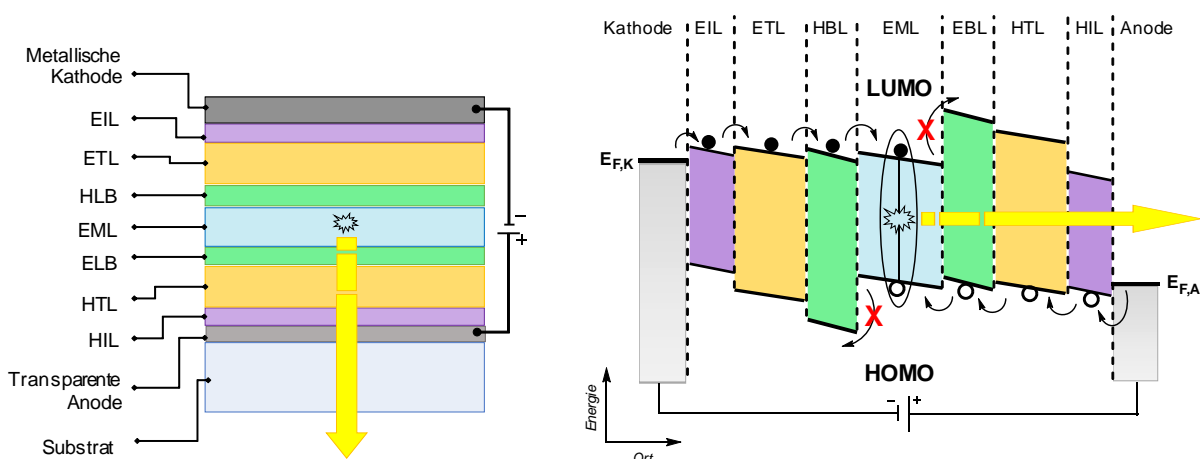 Metallische
Kathode
EIL
ETL
HLB
EML
ELB
HTL
HIL
Transparente
Anode
Substrat
−
+
Kathode EIL ETL HBL EML EBL HTL HIL Anode
LUMO
X
E_F,K
E_F,A
X
HOMO
− +
Energie
Ort